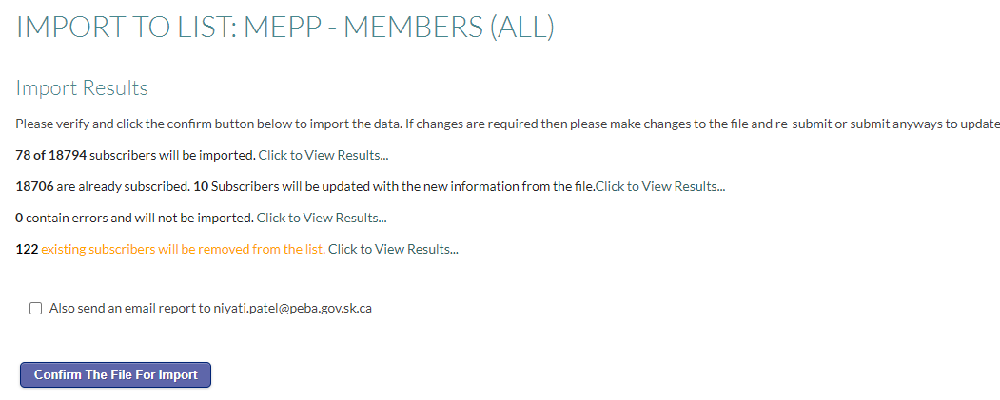 IMPORT TO LIST: MEPP - MEMBERS (ALL)
Import Results
Please verify and click the confirm button below to import the data. If changes are required then please make changes to the file and re-submit or submit anyways to update
78 of 18794 subscribers will be imported. Click to View Results...
18706 are already subscribed. 10 Subscribers will be updated with the new information from the file.Click to View Results...
0 contain errors and will not be imported. Click to View Results...
122 existing subscribers will be removed from the list. Click to View Results...
Also send an email report to niyati.patel@peba.gov.sk.ca
Confirm The File For Import